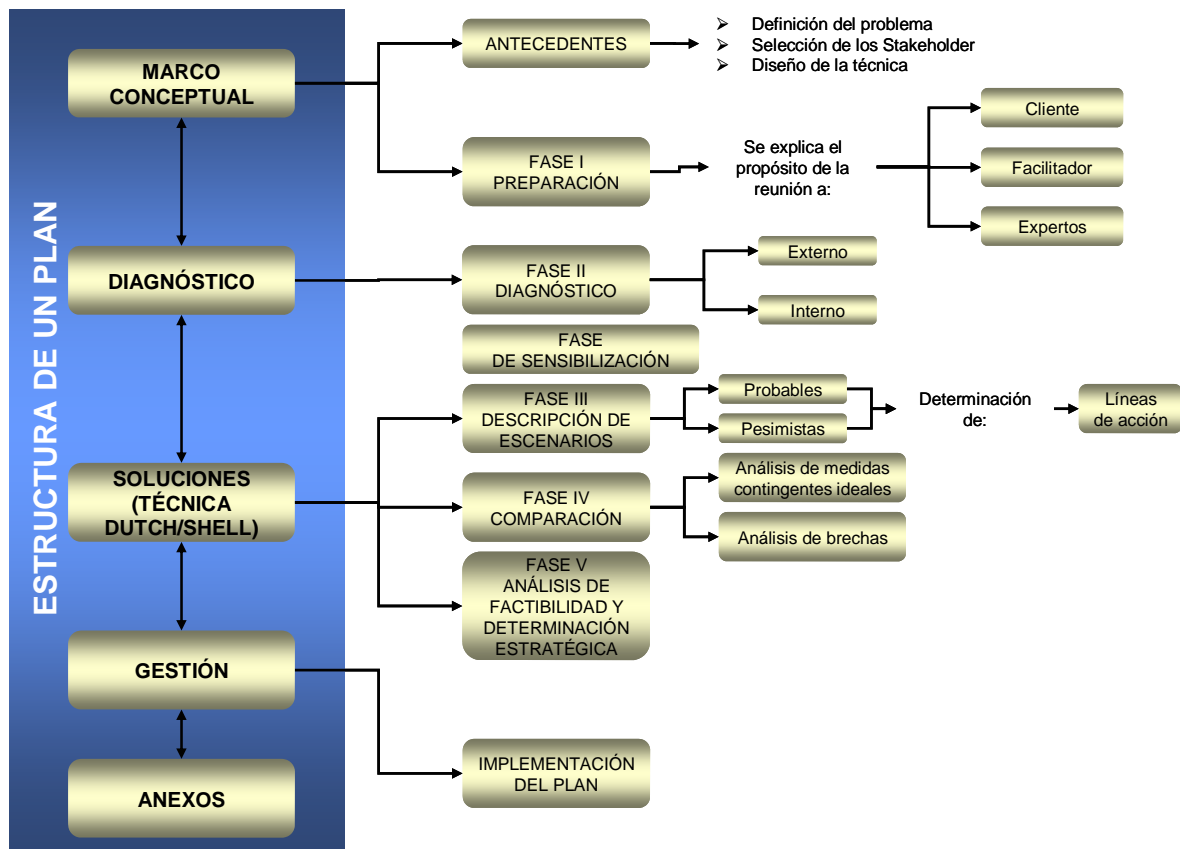 ESTRUCTURA DE UN PLAN
MARCO
CONCEPTUAL
DIAGNÓSTICO
SOLUCIONES
(TÉCNICA
DUTCH/SHELL)
GESTIÓN
ANEXOS
ANTECEDENTES
➢ Definición del problema
➢ Selección de los Stakeholder
➢ Diseño de la técnica
FASE I
PREPARACIÓN
Se explica el
propósito de la
reunión a:
Cliente
Facilitador
Expertos
FASE II
DIAGNÓSTICO
Externo
Interno
FASE
DE SENSIBILIZACIÓN
FASE III
DESCRIPCIÓN DE
ESCENARIOS
Probables
Pesimistas
Determinación
de:
Líneas
de acción
FASE IV
COMPARACIÓN
Análisis de medidas
contingentes ideales
Análisis de brechas
FASE V
ANÁLISIS DE
FACTIBILIDAD Y
DETERMINACIÓN
ESTRATÉGICA
IMPLEMENTACIÓN
DEL PLAN